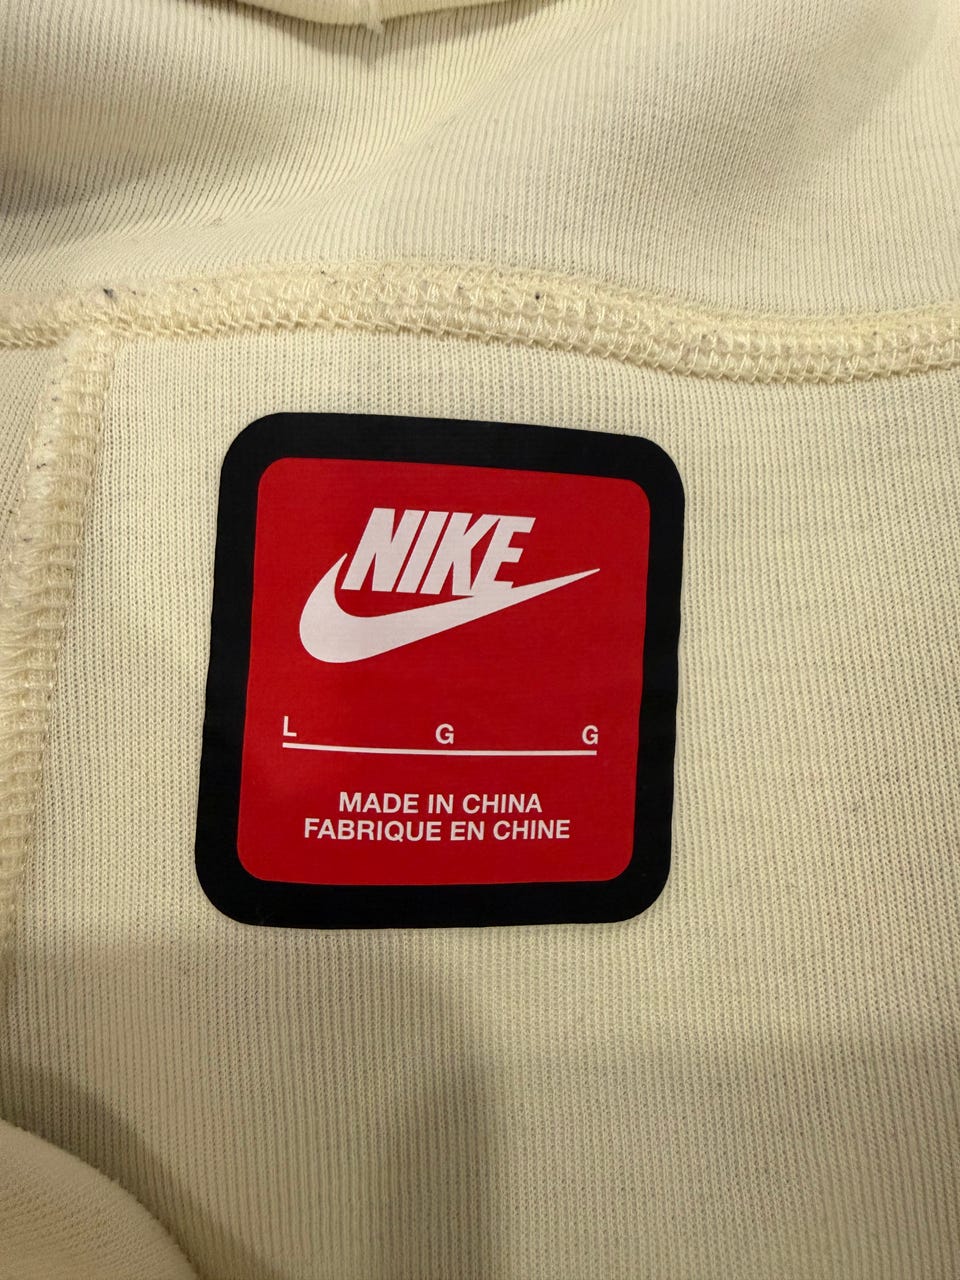 NIKE
L G G
MADE IN CHINA
FABRIQUE EN CHINE